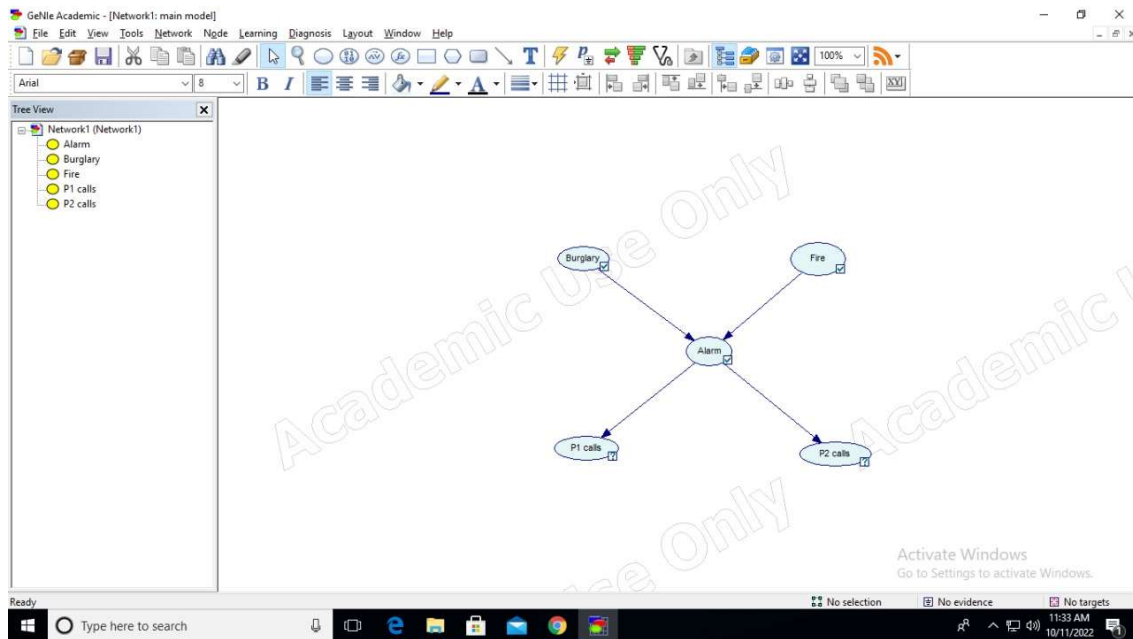 GeNIe Academic - [Network1: main model]
File Edit View Tools Network Node Learning Diagnosis Layout Window Help
100%
Arial 8 B I A
Tree View
Network1 (Network1)
Alarm
Burglary
Fire
P1 calls
P2 calls
Burglary Fire
Alarm
P1 calls P2 calls
Academic Use Only
Academic U
Use Only
Activate Windows
Go to Settings to activate Windows.
Ready No selection No evidence No targets
Type here to search
11:33 AM
10/11/2022